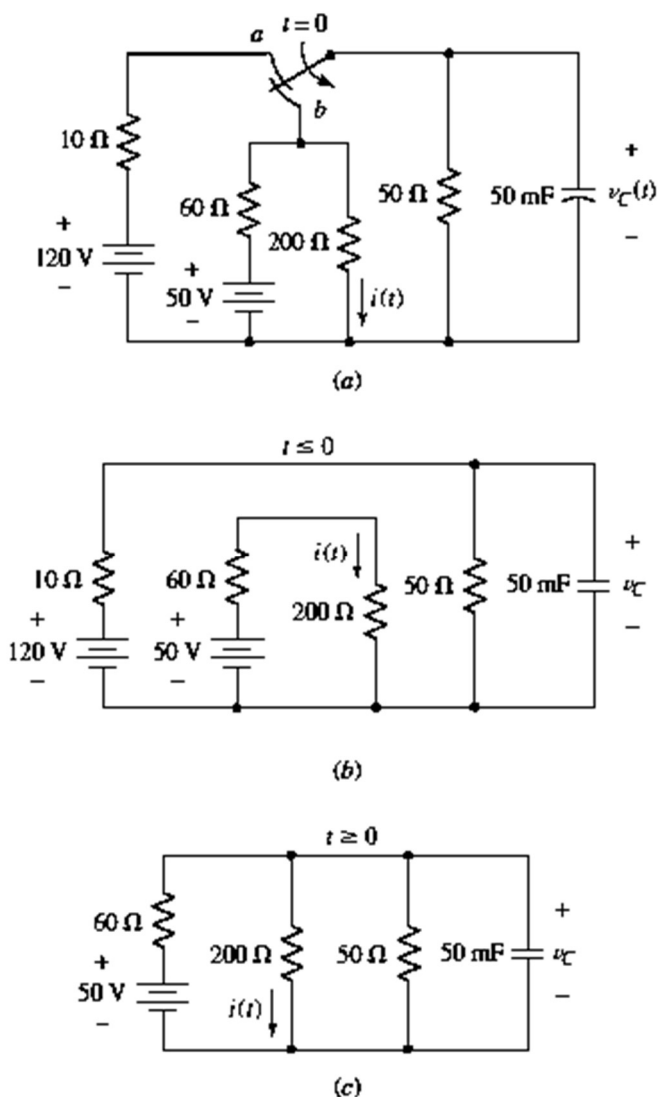 a
t = 0
b
10 Ω
+
120 V
−
60 Ω
+
50 V
−
200 Ω
i(t)
50 Ω
50 mF
+
v_C(t)
−
(a)
t ≤ 0
10 Ω
+
120 V
−
60 Ω
+
50 V
−
i(t)
200 Ω
50 Ω
50 mF
+
v_C
−
(b)
t ≥ 0
60 Ω
+
50 V
−
200 Ω
i(t)
50 Ω
50 mF
+
v_C
−
(c)